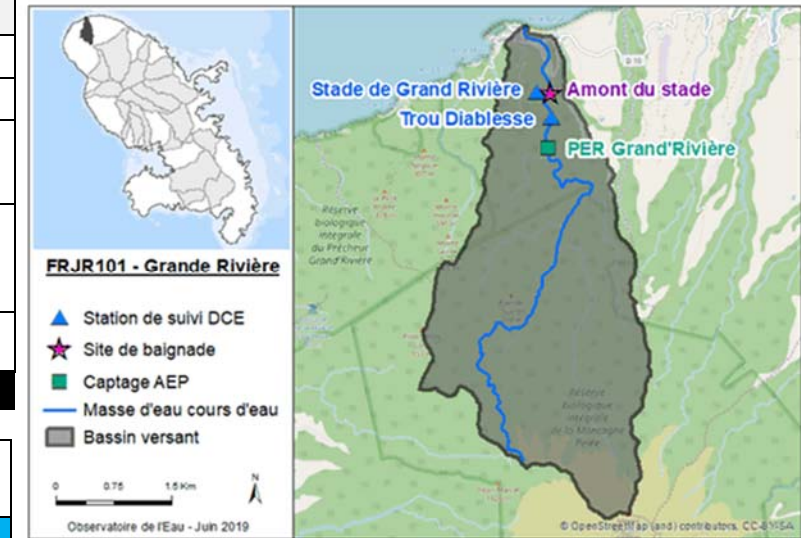 FRJR101 - Grande Rivière
Station de suivi DCE
Site de baignade
Captage AEP
Masse d'eau cours d'eau
Bassin versant
0 0.75 1.5 Km
N
Observatoire de l'Eau - Juin 2019
D 10
Stade de Grand Rivière
Amont du stade
Trou Diablesse
PER Grand'Rivière
Réserve
biologique
intégrale
du Prêcheur
Grand'Rivière
Réserve
biologique
intégrale
de la Montagne
Pelée
© OpenStreetMap (and) contributors, CC-BY-SA